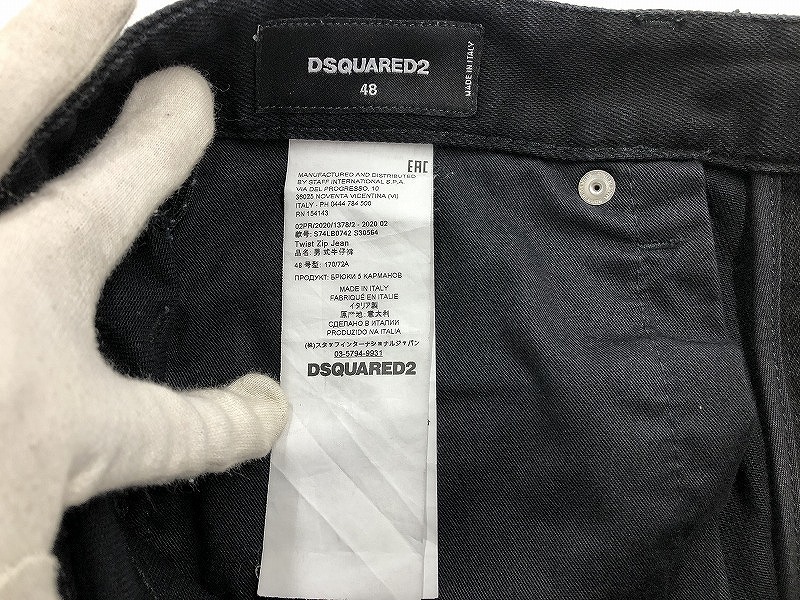 DSQUARED2
48
MADE IN ITALY
EAC
MANUFACTURED AND DISTRIBUTED
BY STAFF INTERNATIONAL S.P.A.
VIA DEL PROGRESSO, 10
36025 NOVENTA VICENTINA (VI)
ITALY - PH 0444 784 500
RN 154143
02PR/2020/1378/2 - 2020 02
款号: S74LB0742 S30564
Twist Zip Jean
品名: 男式牛仔裤
48 号型: 170/72A
ПРОДУКТ: БРЮКИ 5 КАРМАНОВ
MADE IN ITALY
FABRIQUÉ EN ITALIE
イタリア製
原产地: 意大利
СДЕЛАНО В ИТАЛИИ
PRODUZIDO NA ITALIA
(株)スタッフインターナショナルジャパン
03-5794-9931
DSQUARED2